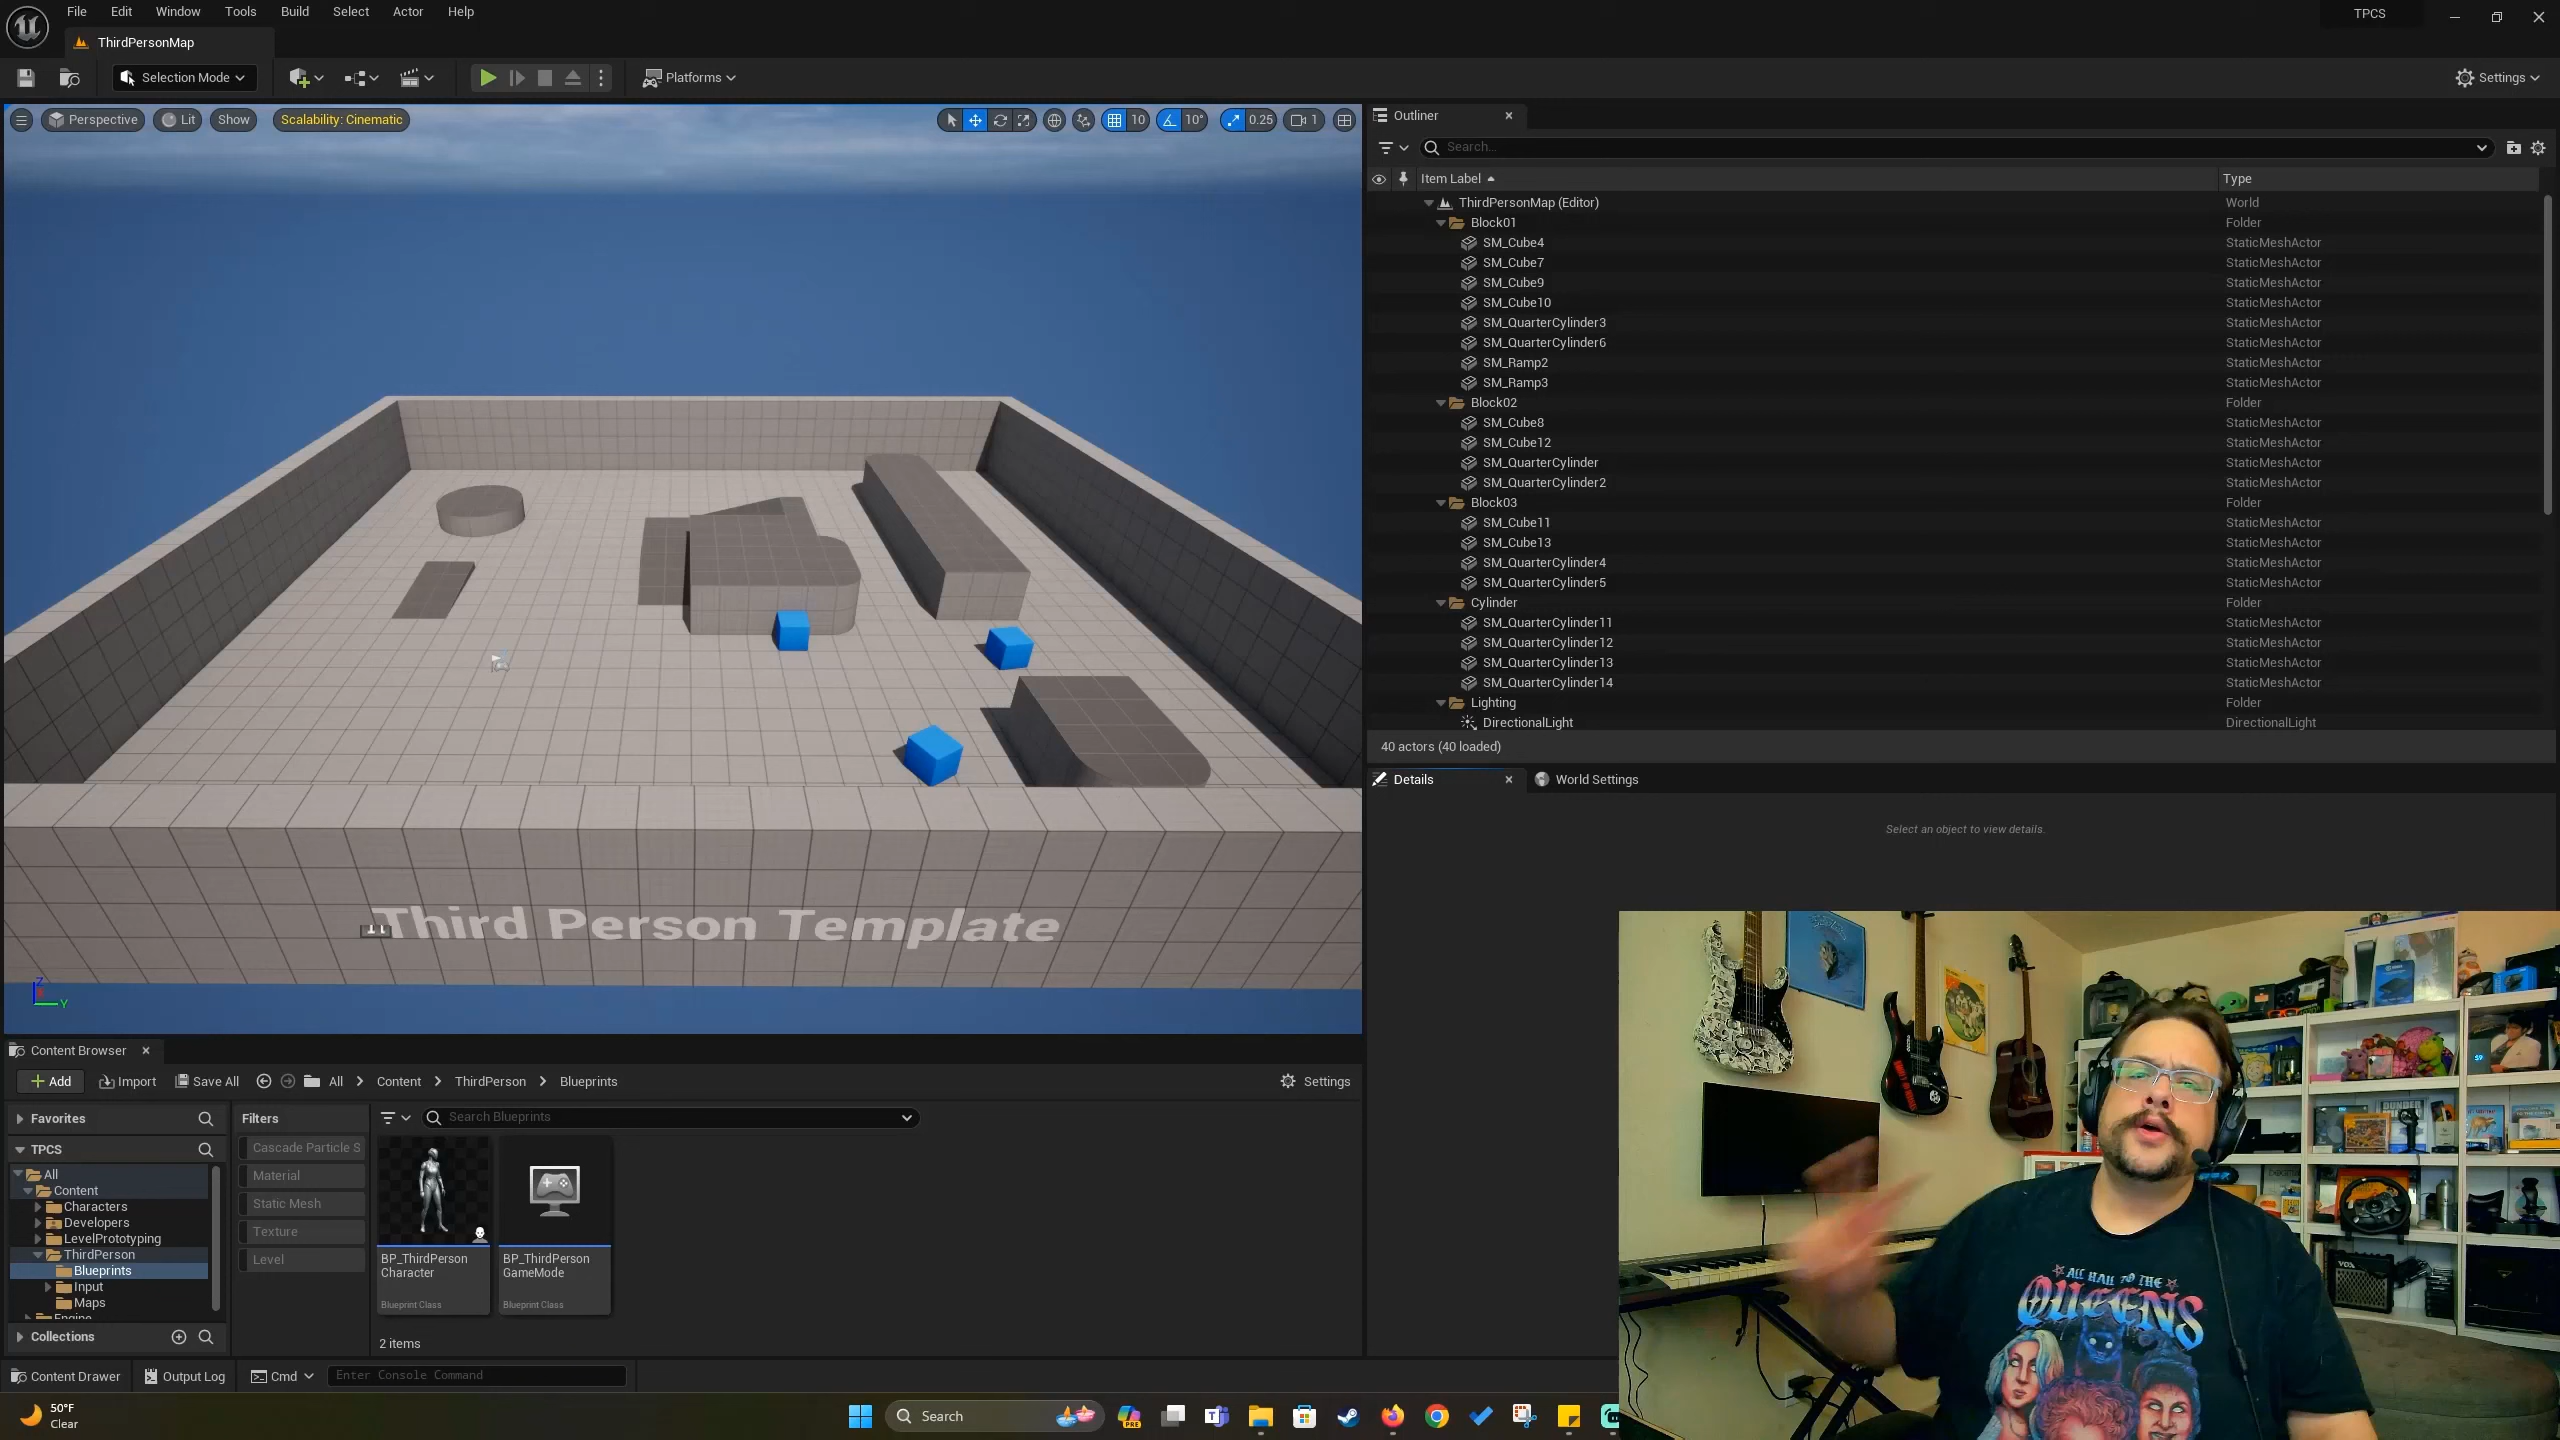 File Edit Window Tools Build Select Actor Help
TPCS
ThirdPersonMap
Selection Mode
Platforms
Settings
Perspective Lit Show Scalability: Cinematic
10 10° 0.25 1
Third Person Template
Z
Y
Outliner
Search...
Item Label Type
ThirdPersonMap (Editor) World
Block01 Folder
SM_Cube4 StaticMeshActor
SM_Cube7 StaticMeshActor
SM_Cube9 StaticMeshActor
SM_Cube10 StaticMeshActor
SM_QuarterCylinder3 StaticMeshActor
SM_QuarterCylinder6 StaticMeshActor
SM_Ramp2 StaticMeshActor
SM_Ramp3 StaticMeshActor
Block02 Folder
SM_Cube8 StaticMeshActor
SM_Cube12 StaticMeshActor
SM_QuarterCylinder StaticMeshActor
SM_QuarterCylinder2 StaticMeshActor
Block03 Folder
SM_Cube11 StaticMeshActor
SM_Cube13 StaticMeshActor
SM_QuarterCylinder4 StaticMeshActor
SM_QuarterCylinder5 StaticMeshActor
Cylinder Folder
SM_QuarterCylinder11 StaticMeshActor
SM_QuarterCylinder12 StaticMeshActor
SM_QuarterCylinder13 StaticMeshActor
SM_QuarterCylinder14 StaticMeshActor
Lighting Folder
DirectionalLight DirectionalLight
40 actors (40 loaded)
Details World Settings
Select an object to view details.
Content Browser
Add Import Save All All Content ThirdPerson Blueprints Settings
Favorites
TPCS
All
Content
Characters
Developers
LevelPrototyping
ThirdPerson
Blueprints
Input
Maps
Engine
Collections
Filters
Cascade Particle S
Material
Static Mesh
Texture
Level
Search Blueprints
BP_ThirdPerson
Character
Blueprint Class
BP_ThirdPerson
GameMode
Blueprint Class
2 items
Content Drawer Output Log Cmd Enter Console Command
50°F
Clear
Search
PRE
ALL HAIL TO THE
QUEENS
VOX